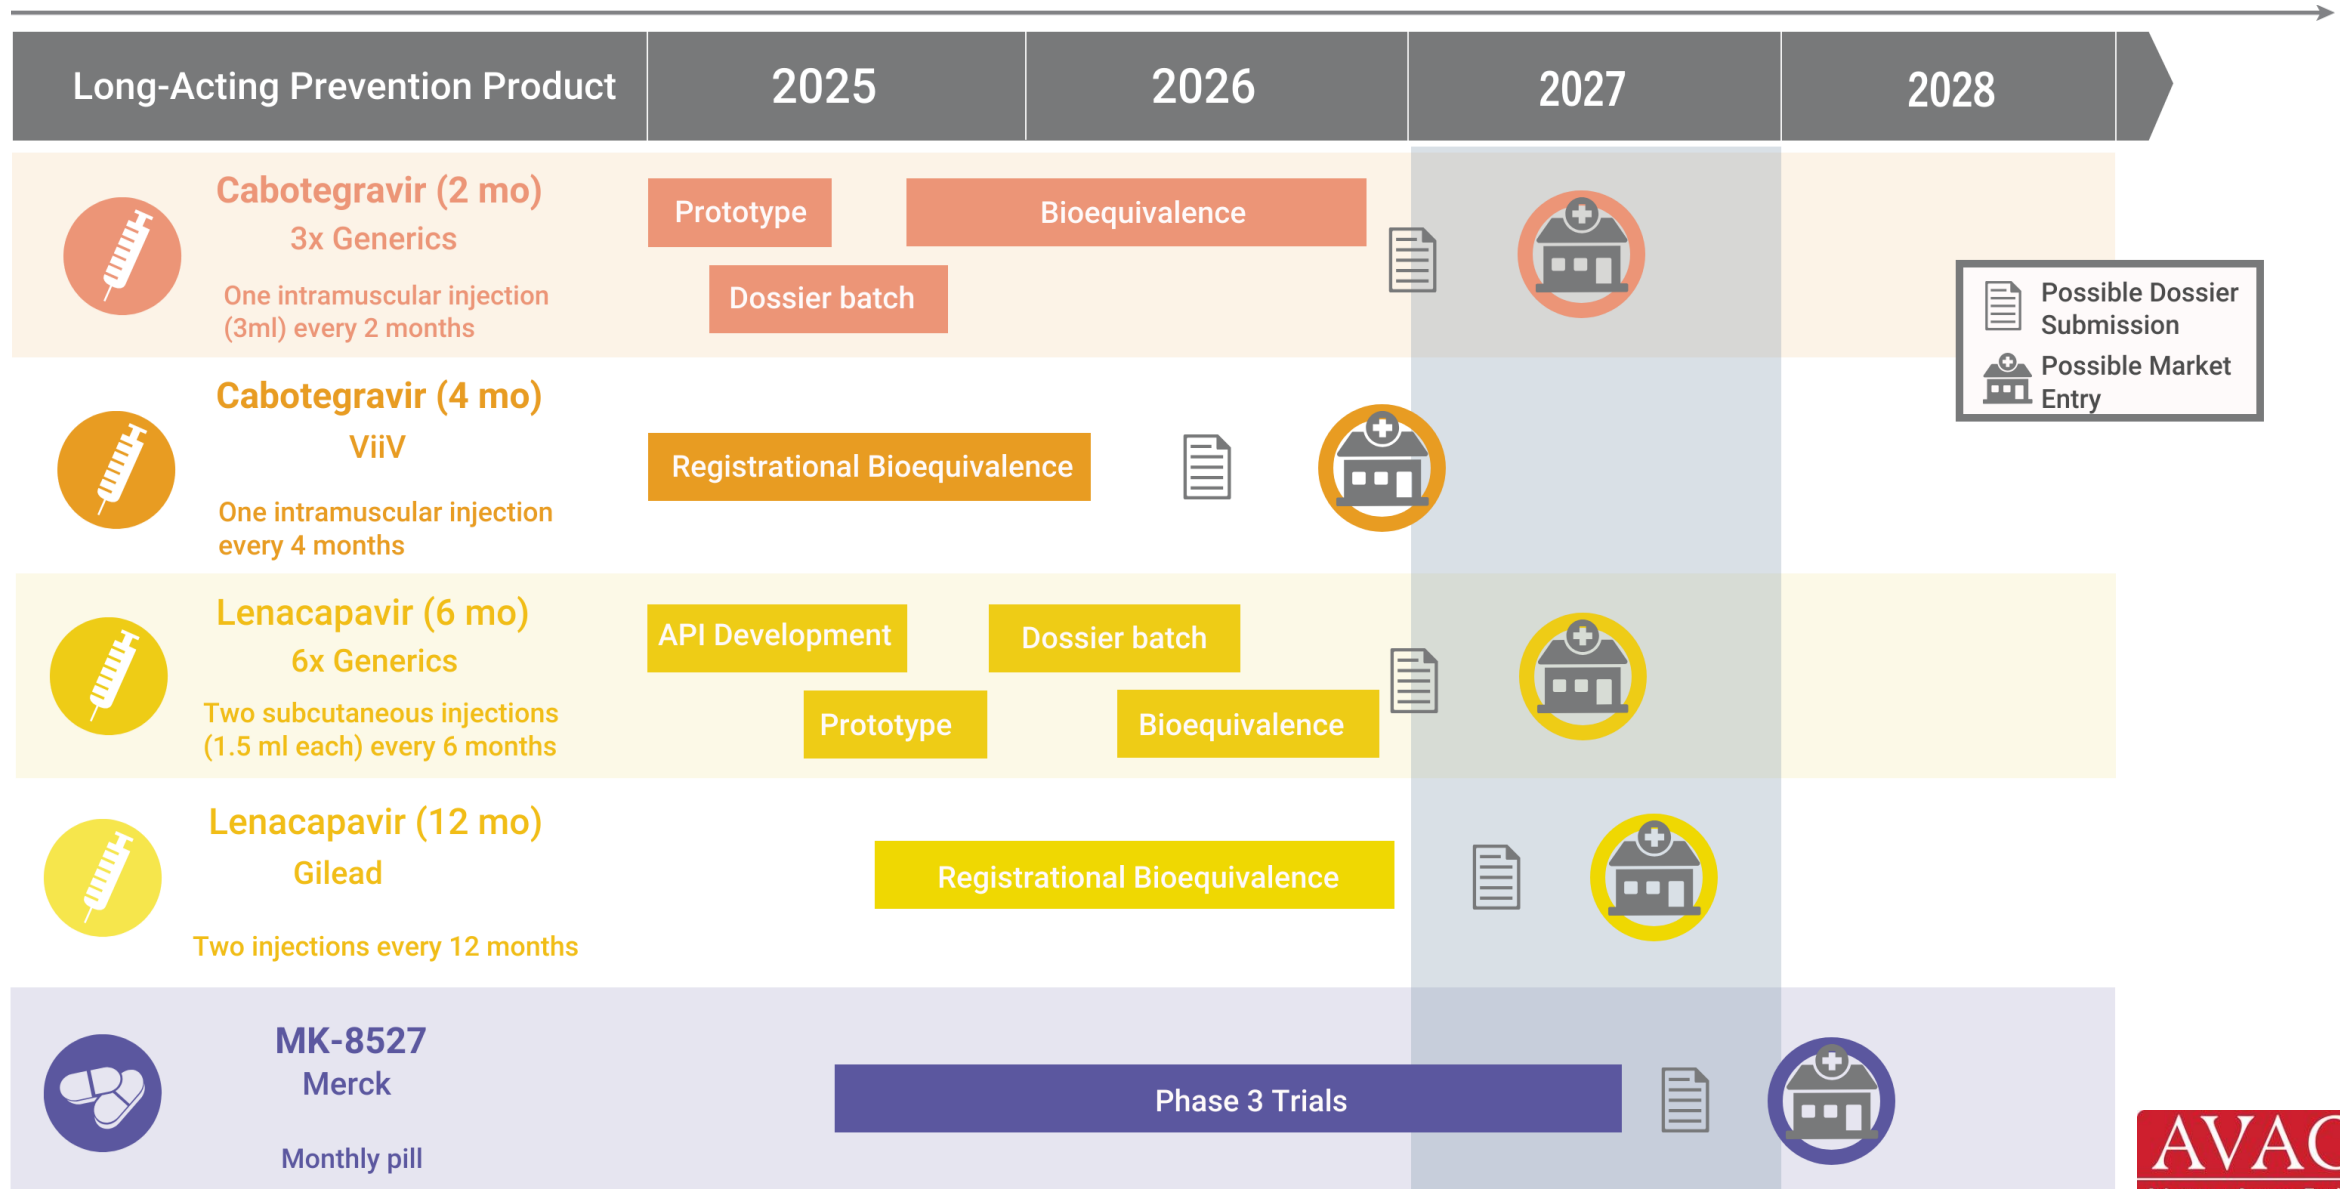 Long-Acting Prevention Product
2025
2026
2027
2028
Cabotegravir (2 mo)
3x Generics
One intramuscular injection
(3ml) every 2 months
Prototype
Bioequivalence
Dossier batch
Possible Dossier
Submission
Possible Market
Entry
Cabotegravir (4 mo)
ViiV
One intramuscular injection
every 4 months
Registrational Bioequivalence
Lenacapavir (6 mo)
6x Generics
Two subcutaneous injections
(1.5 ml each) every 6 months
API Development
Dossier batch
Prototype
Bioequivalence
Lenacapavir (12 mo)
Gilead
Two injections every 12 months
Registrational Bioequivalence
MK-8527
Merck
Monthly pill
Phase 3 Trials
AVAC